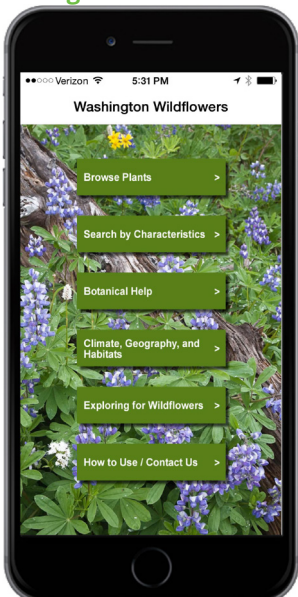 Verizon 5:31 PM
Washington Wildflowers
Browse Plants >
Search by Characteristics >
Botanical Help >
Climate, Geography, and
Habitats >
Exploring for Wildflowers >
How to Use / Contact Us >